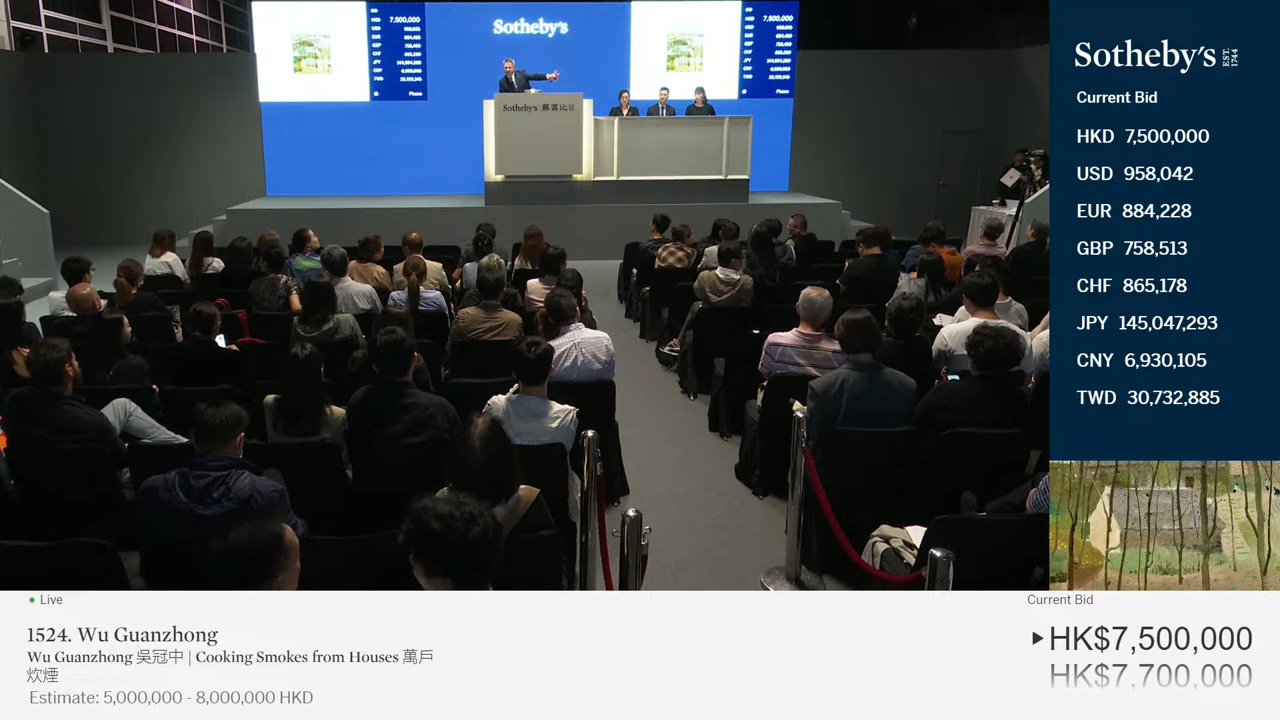 7,500,000
Sotheby's
7,500,000
Sotheby's 蘇富比
Sotheby's EST. 1744
Current Bid
HKD 7,500,000
USD 958,042
EUR 884,228
GBP 758,513
CHF 865,178
JPY 145,047,293
CNY 6,930,105
TWD 30,732,885
Live
1524. Wu Guanzhong
Wu Guanzhong 吳冠中 | Cooking Smokes from Houses 萬戶
炊煙
Estimate: 5,000,000 - 8,000,000 HKD
Current Bid
HK$7,500,000
HK$7,700,000